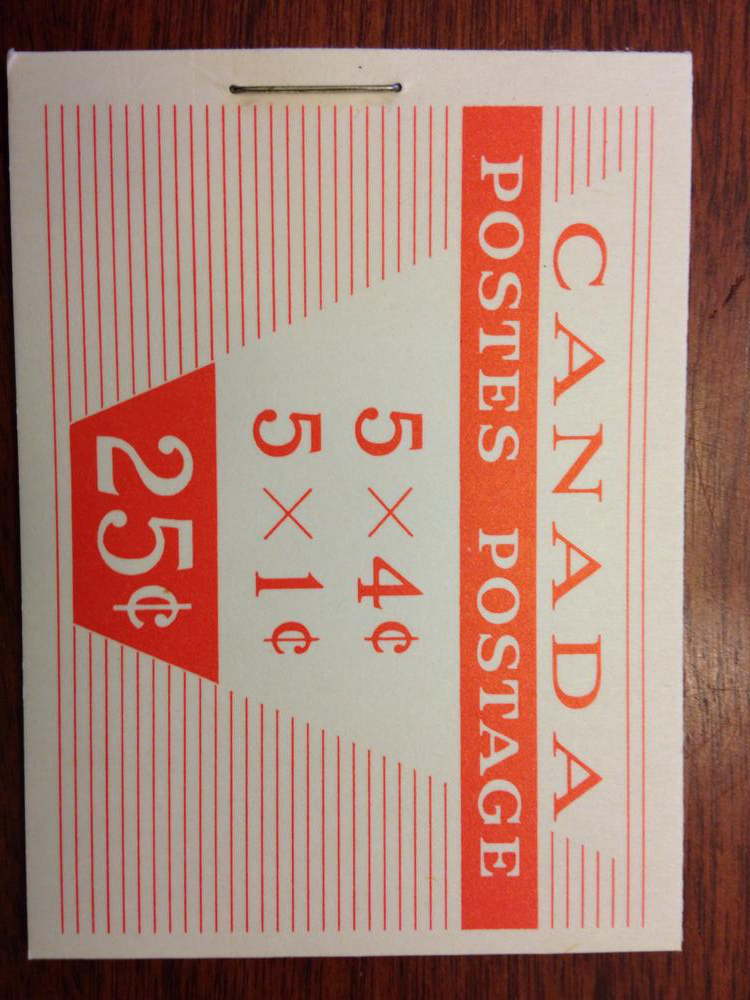 CANADA
POSTES POSTAGE
5 × 4¢
5 × 1¢
25¢